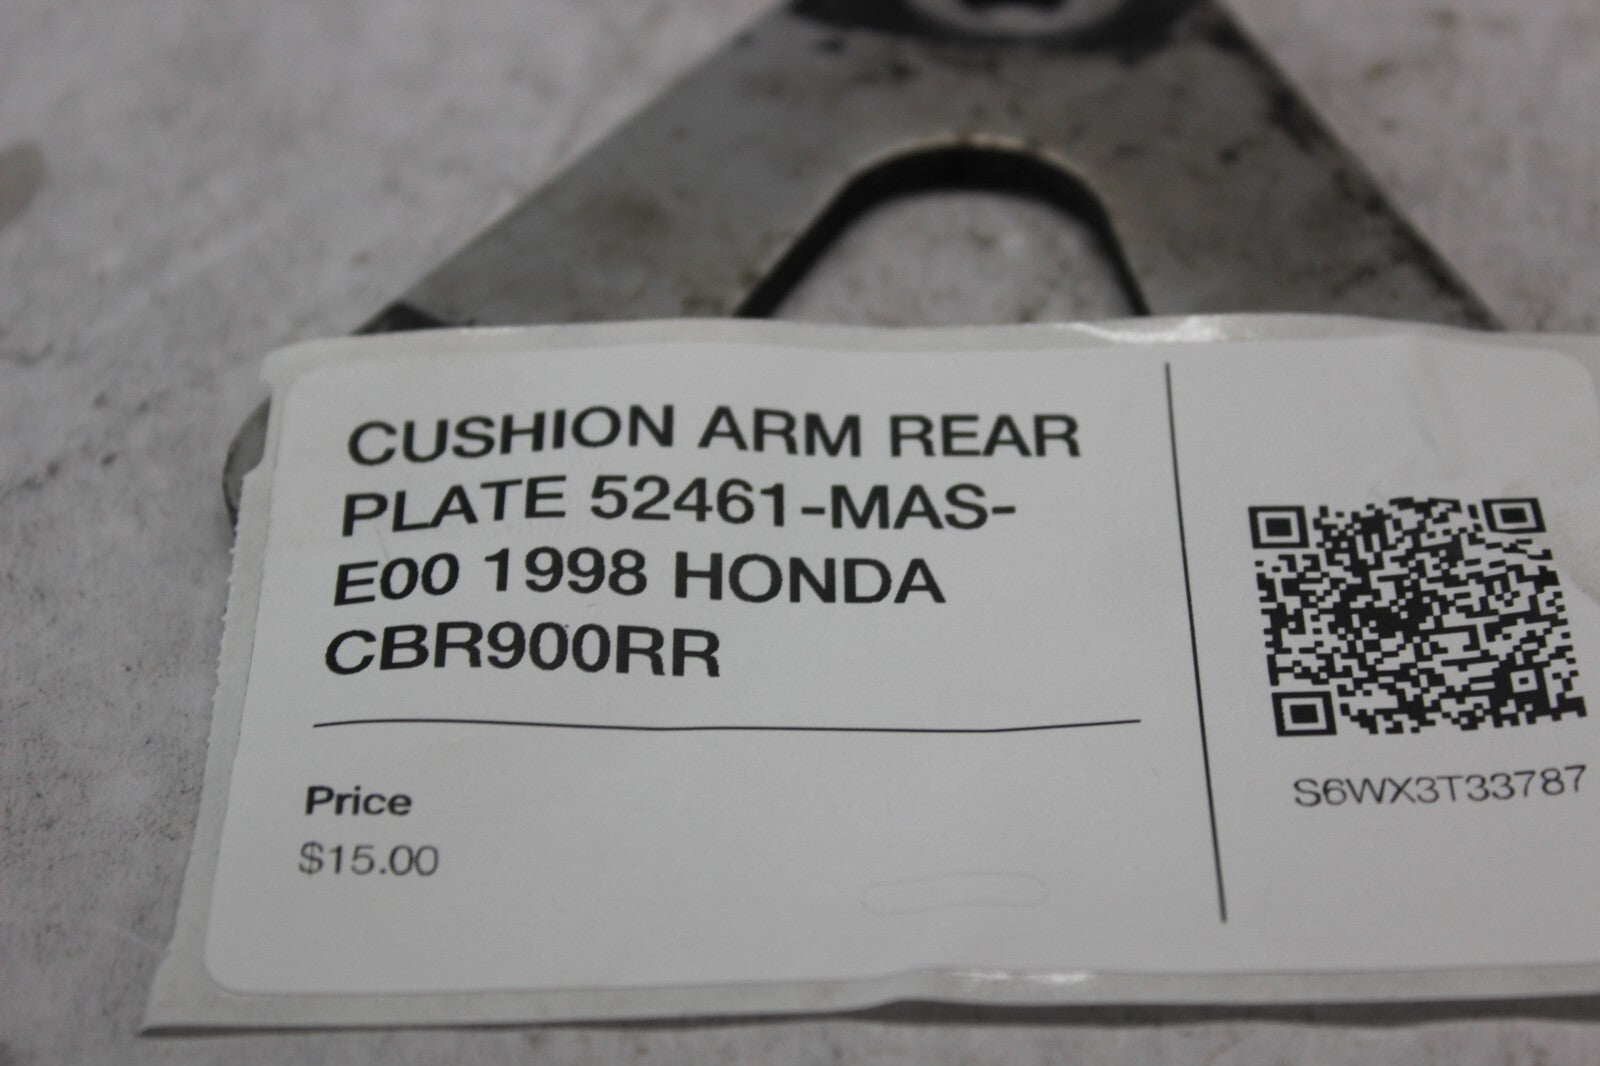 CUSHION ARM REAR
PLATE 52461-MAS-
E00 1998 HONDA
CBR900RR
Price
$15.00
S6WX3T33787